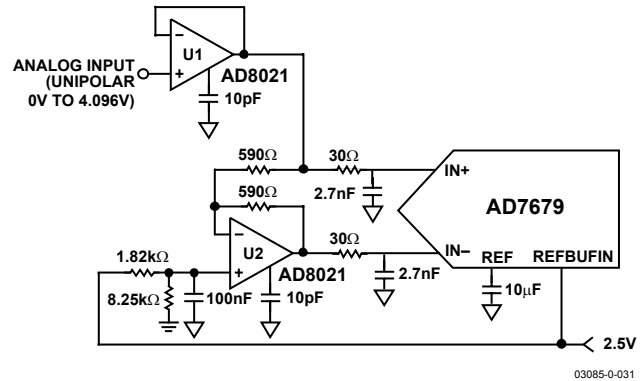 ANALOG INPUT
(UNIPOLAR
0V TO 4.096V)
−
U1
+
AD8021
10pF
590Ω
30Ω
590Ω
2.7nF
IN+
AD7679
−
U2
+
AD8021
30Ω
IN−
REF
REFBUFIN
1.82kΩ
8.25kΩ
100nF
10pF
2.7nF
10µF
2.5V
03085-0-031